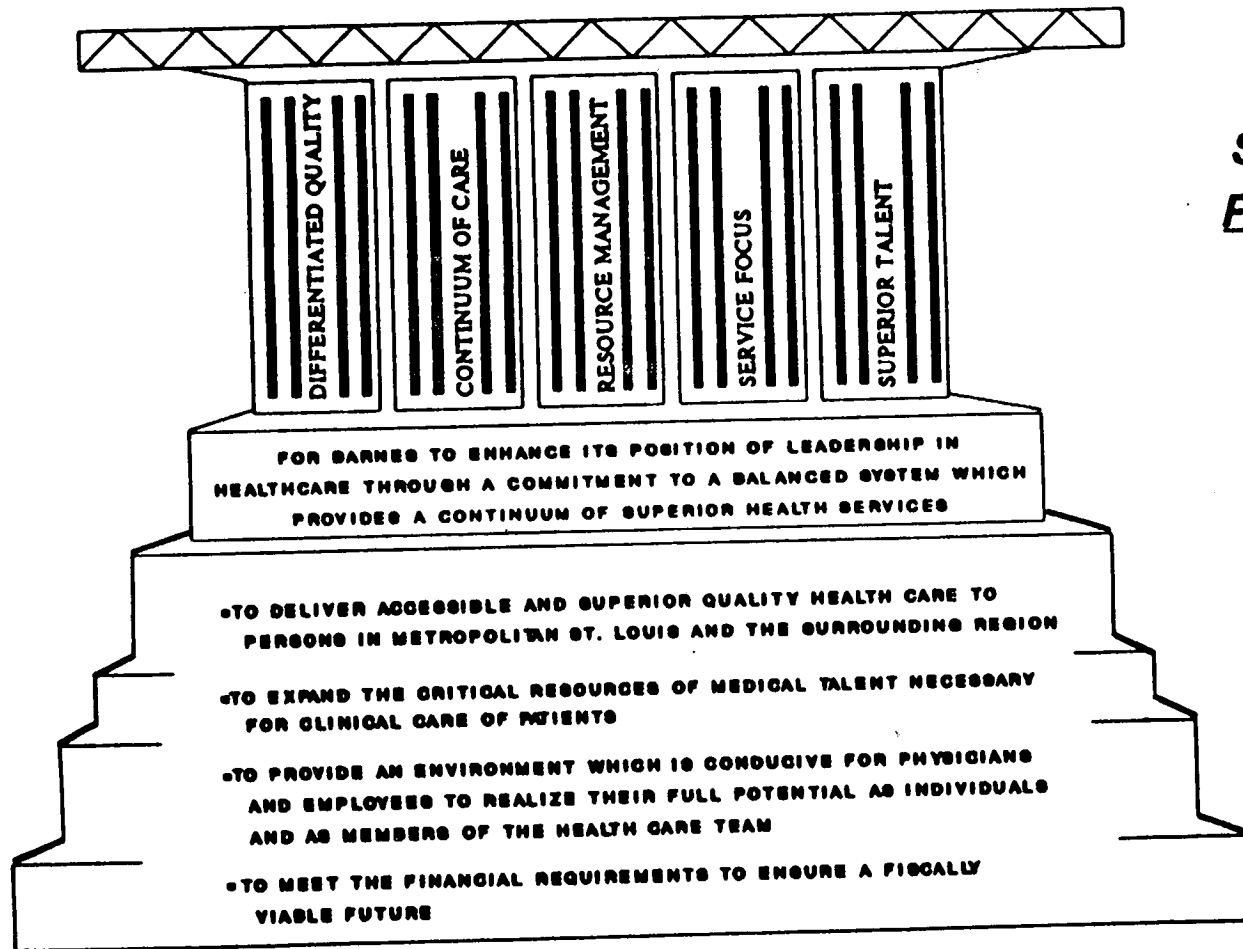 DIFFERENTIATED QUALITY
CONTINUUM OF CARE
RESOURCE MANAGEMENT
SERVICE FOCUS
SUPERIOR TALENT
FOR BARNES TO ENHANCE ITS POSITION OF LEADERSHIP IN
HEALTHCARE THROUGH A COMMITMENT TO A BALANCED SYSTEM WHICH
PROVIDES A CONTINUUM OF SUPERIOR HEALTH SERVICES
•TO DELIVER ACCESSIBLE AND SUPERIOR QUALITY HEALTH CARE TO
PERSONS IN METROPOLITAN ST. LOUIS AND THE SURROUNDING REGION
•TO EXPAND THE CRITICAL RESOURCES OF MEDICAL TALENT NECESSARY
FOR CLINICAL CARE OF PATIENTS
•TO PROVIDE AN ENVIRONMENT WHICH IS CONDUCIVE FOR PHYSICIANS
AND EMPLOYEES TO REALIZE THEIR FULL POTENTIAL AS INDIVIDUALS
AND AS MEMBERS OF THE HEALTH CARE TEAM
•TO MEET THE FINANCIAL REQUIREMENTS TO ENSURE A FISCALLY
VIABLE FUTURE